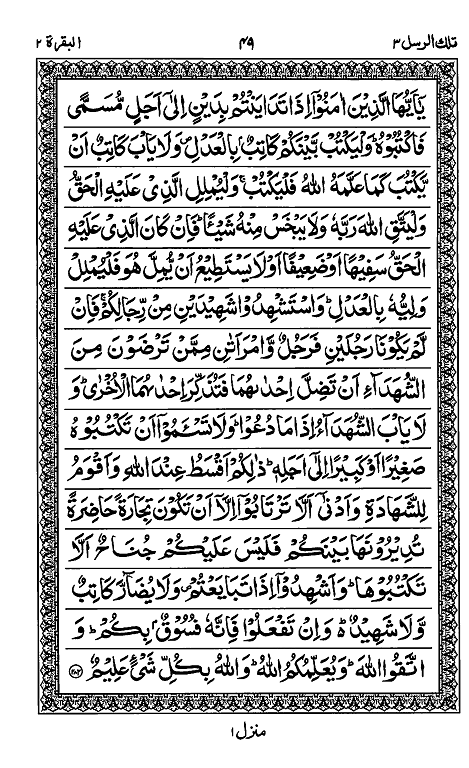 تلك الرسل ٣ ٤٩ البقرة ٢
يٰٓاَيُّهَا الَّذِيْنَ اٰمَنُوْٓا اِذَا تَدَايَنْتُمْ بِدَيْنٍ اِلٰٓى اَجَلٍ مُّسَمًّى
فَاكْتُبُوْهُ ؕ وَلْيَكْتُبْ بَّيْنَكُمْ كَاتِبٌۢ بِالْعَدْلِ ۪ وَلَا يَاْبَ كَاتِبٌ اَنْ
يَّكْتُبَ كَمَا عَلَّمَهُ اللّٰهُ فَلْيَكْتُبْ ۚ وَلْيُمْلِلِ الَّذِيْ عَلَيْهِ الْحَقُّ
وَلْيَتَّقِ اللّٰهَ رَبَّهٗ وَلَا يَبْخَسْ مِنْهُ شَيْـًٔا ؕ فَاِنْ كَانَ الَّذِيْ عَلَيْهِ
الْحَقُّ سَفِيْهًا اَوْ ضَعِيْفًا اَوْ لَا يَسْتَطِيْعُ اَنْ يُّمِلَّ هُوَ فَلْيُمْلِلْ
وَلِيُّهٗ بِالْعَدْلِ ؕ وَاسْتَشْهِدُوْا شَهِيْدَيْنِ مِنْ رِّجَالِكُمْ ۚ فَاِنْ
لَّمْ يَكُوْنَا رَجُلَيْنِ فَرَجُلٌ وَّامْرَاَتٰنِ مِمَّنْ تَرْضَوْنَ مِنَ
الشُّهَدَآءِ اَنْ تَضِلَّ اِحْدٰىهُمَا فَتُذَكِّرَ اِحْدٰىهُمَا الْاُخْرٰى ؕ وَ
لَا يَاْبَ الشُّهَدَآءُ اِذَا مَا دُعُوْا ؕ وَلَا تَسْـَٔمُوْٓا اَنْ تَكْتُبُوْهُ
صَغِيْرًا اَوْ كَبِيْرًا اِلٰٓى اَجَلِهٖ ؕ ذٰلِكُمْ اَقْسَطُ عِنْدَ اللّٰهِ وَاَقْوَمُ
لِلشَّهَادَةِ وَاَدْنٰٓى اَلَّا تَرْتَابُوْٓا اِلَّآ اَنْ تَكُوْنَ تِجَارَةً حَاضِرَةً
تُدِيْرُوْنَهَا بَيْنَكُمْ فَلَيْسَ عَلَيْكُمْ جُنَاحٌ اَلَّا
تَكْتُبُوْهَا ؕ وَاَشْهِدُوْٓا اِذَا تَبَايَعْتُمْ ۪ وَلَا يُضَآرَّ كَاتِبٌ
وَّلَا شَهِيْدٌ ؕ۬ وَاِنْ تَفْعَلُوْا فَاِنَّهٗ فُسُوْقٌۢ بِكُمْ ؕ وَ
اتَّقُوا اللّٰهَ ؕ وَيُعَلِّمُكُمُ اللّٰهُ ؕ وَاللّٰهُ بِكُلِّ شَيْءٍ عَلِيْمٌ ﴿۲۸۲﴾
منزل ١